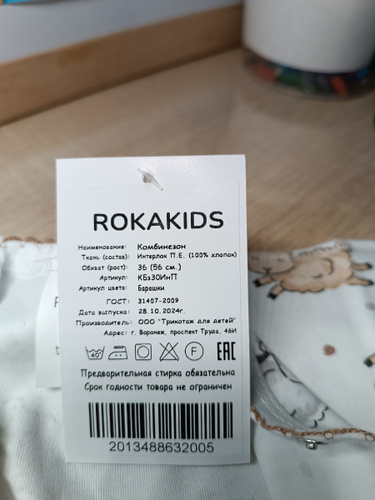 ROKAKIDS
Наименование: Комбинезон
Ткань (состав): Интерлок П.Е. (100% хлопок)
Обхват (рост): 36 (56 см.)
Артикул: КБз30ИнП
Артикул цвета: Барашки
ГОСТ: 31407-2009
Дата выпуска: 28.10.2024г.
Производитель: ООО "Трикотаж для детей"
Адрес: г. Воронеж, проспект Труда, 46И
40 F EAC
Предварительная стирка обязательна
Срок годности товара не ограничен
2013488632005